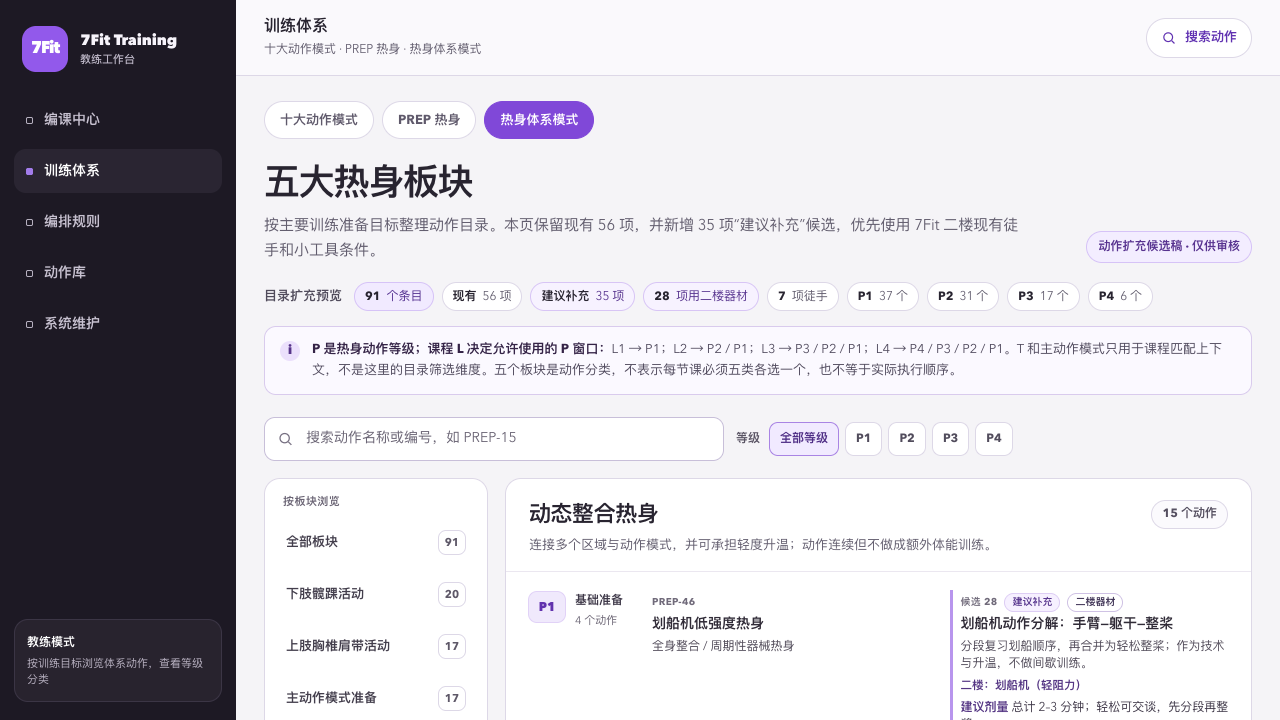 7Fit
7Fit Training
教练工作台
编课中心
训练体系
编排规则
动作库
系统维护
教练模式
按训练目标浏览体系动作，查看等级
分类
训练体系
十大动作模式 · PREP 热身 · 热身体系模式
搜索动作
十大动作模式
PREP 热身
热身体系模式
五大热身板块
按主要训练准备目标整理动作目录。本页保留现有 56 项，并新增 35 项“建议补充”候选，优先使用 7Fit 二楼现有徒
手和小工具条件。
动作扩充候选稿 · 仅供审核
目录扩充预览
91 个条目
现有 56 项
建议补充 35 项
28 项用二楼器材
7 项徒手
P1 37 个
P2 31 个
P3 17 个
P4 6 个
i
P 是热身动作等级；课程 L 决定允许使用的 P 窗口：L1 → P1；L2 → P2 / P1；L3 → P3 / P2 / P1；L4 → P4 / P3 / P2 / P1。T 和主动作模式只用于课程匹配上下
文，不是这里的目录筛选维度。五个板块是动作分类，不表示每节课必须五类各选一个，也不等于实际执行顺序。
搜索动作名称或编号，如 PREP-15
等级
全部等级
P1
P2
P3
P4
按板块浏览
全部板块
91
下肢髋踝活动
20
上肢胸椎肩带活动
17
主动作模式准备
17
动态整合热身
15 个动作
连接多个区域与动作模式，并可承担轻度升温；动作连续但不做成额外体能训练。
P1
基础准备
4 个动作
PREP-46
划船机低强度热身
全身整合 / 周期性器械热身
候选 28
建议补充
二楼器材
划船机动作分解：手臂–躯干–整桨
分段复习划船顺序，再合并为轻松整桨；作为技术
与升温，不做间歇训练。
二楼：划船机（轻阻力）
建议剂量 总计 2–3 分钟；轻松可交谈，先分段再整